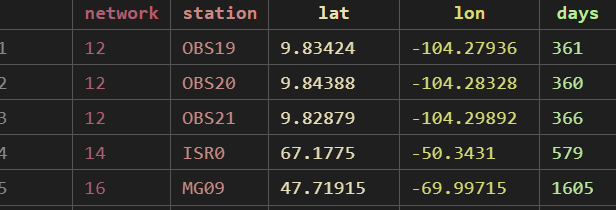 network station lat lon days
1 12 OBS19 9.83424 -104.27936 361
2 12 OBS20 9.84388 -104.28328 360
3 12 OBS21 9.82879 -104.29892 366
4 14 ISR0 67.1775 -50.3431 579
5 16 MG09 47.71915 -69.99715 1605